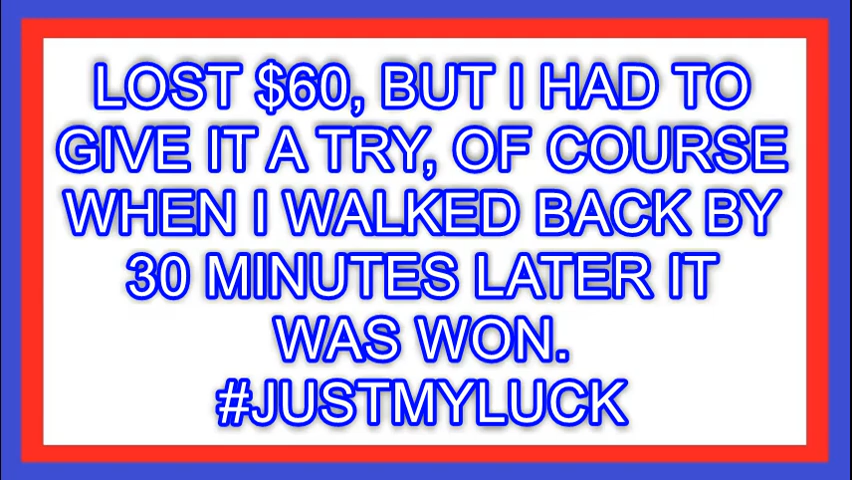 LOST $60, BUT I HAD TO
GIVE IT A TRY, OF COURSE
WHEN I WALKED BACK BY
30 MINUTES LATER IT
WAS WON.
#JUSTMYLUCK